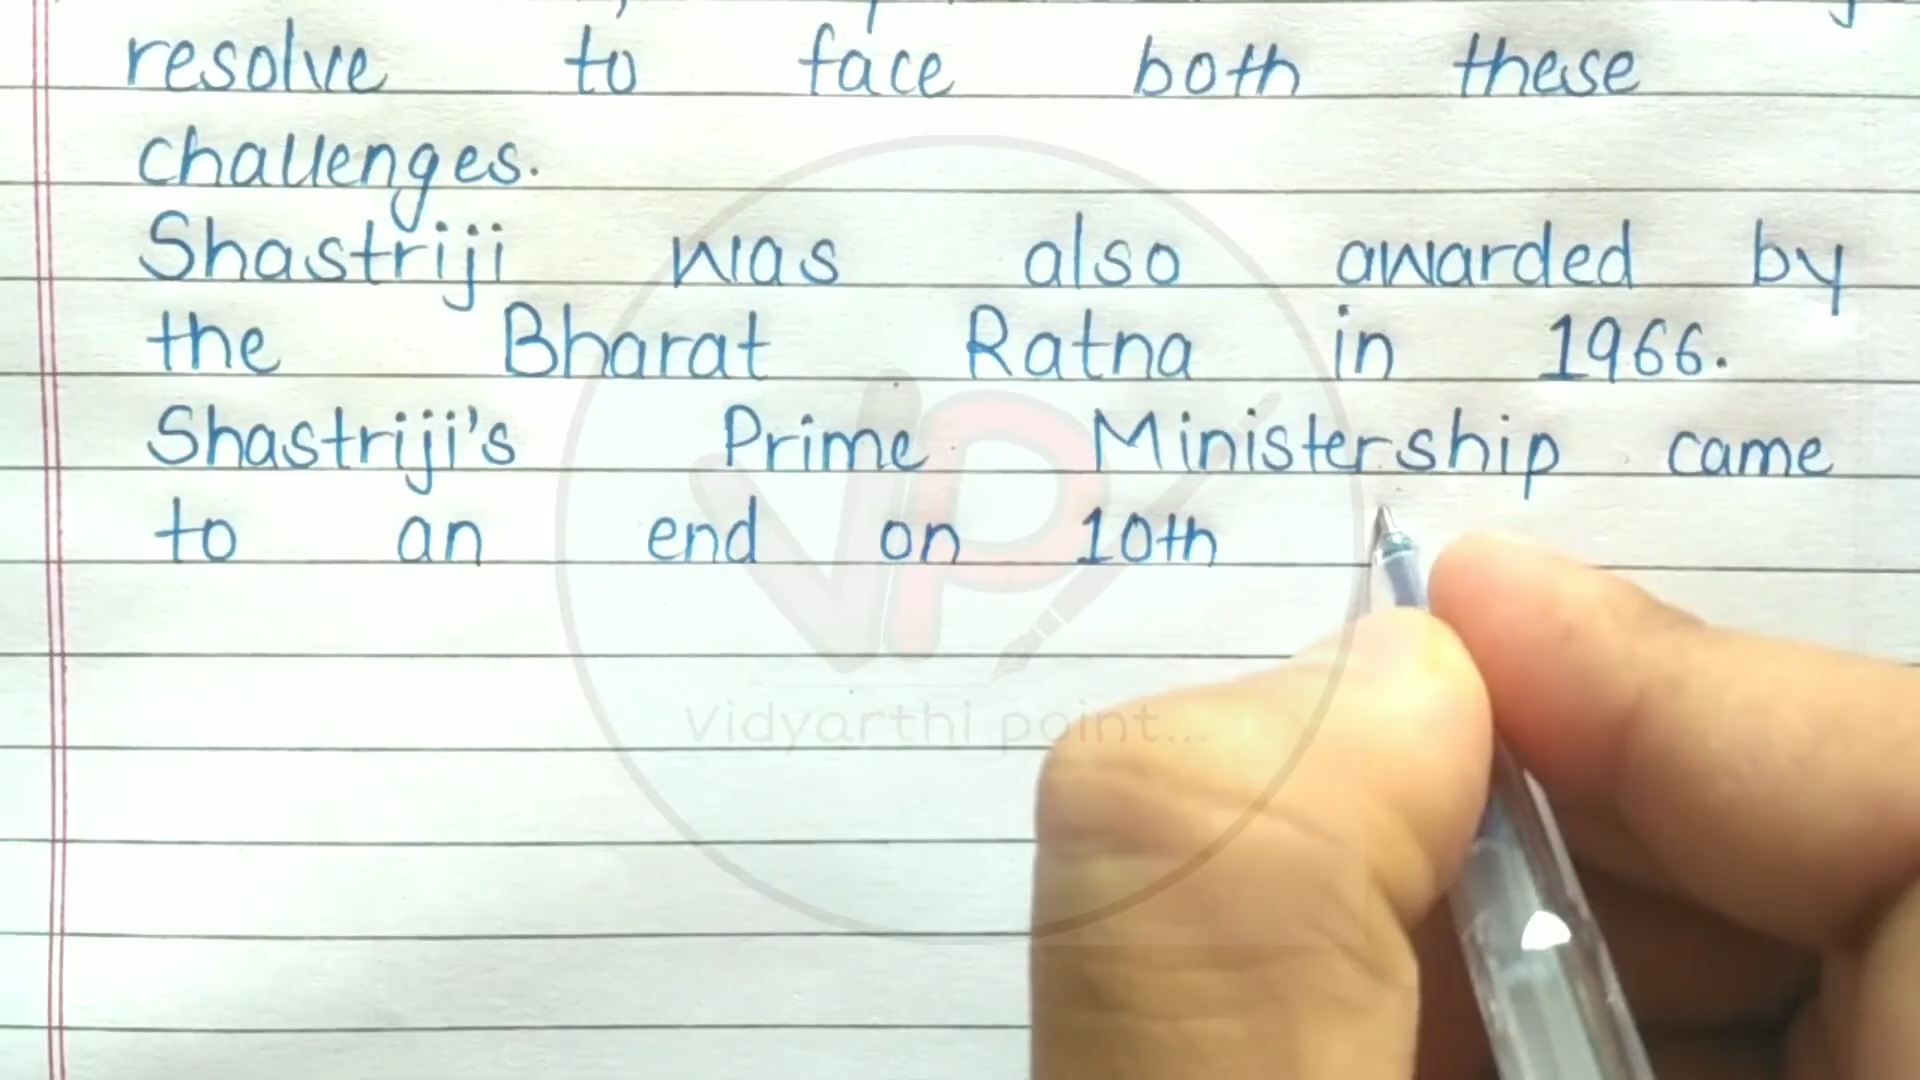 resolve to face both these
challenges.
Shastriji was also awarded by
the Bharat Ratna in 1966.
Shastriji's Prime Ministership came
to an end on 10th
VP
Vidyarthi point...